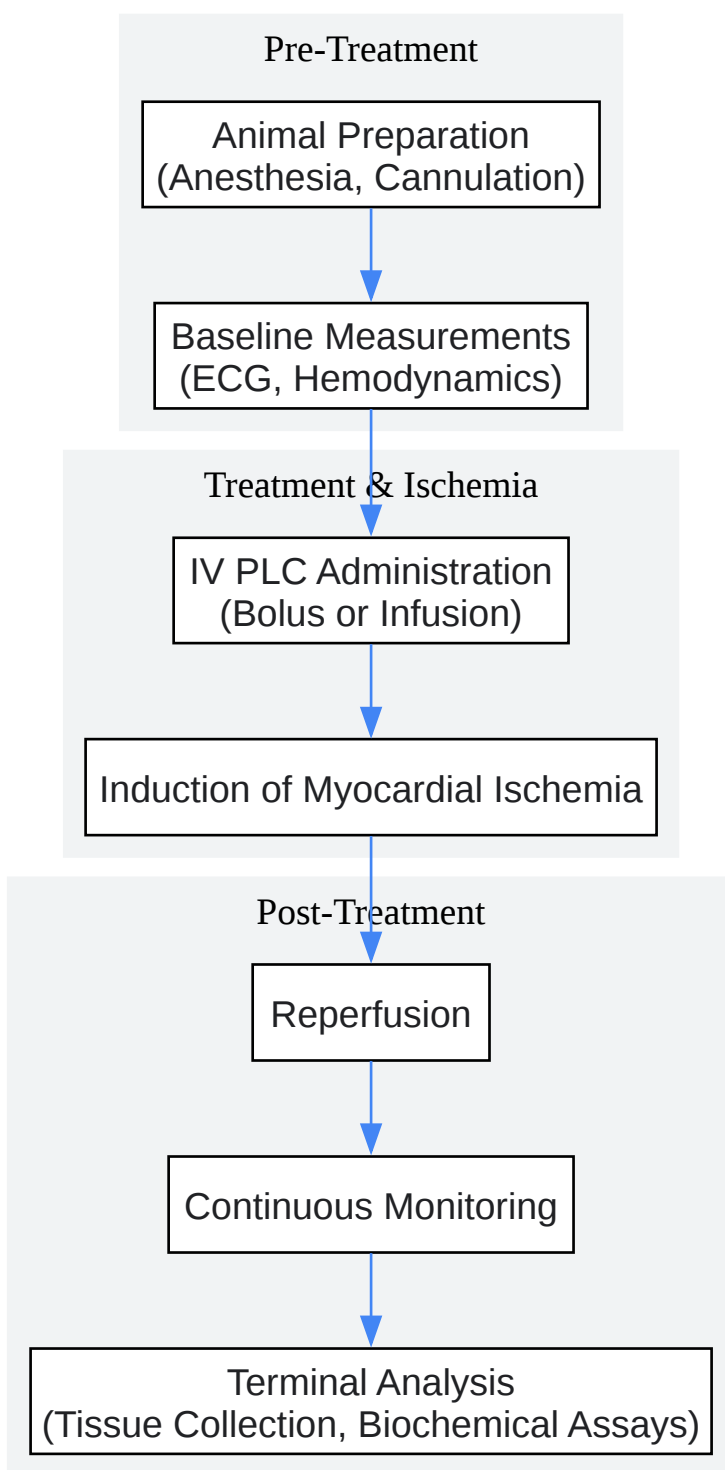 Pre-Treatment
Animal Preparation
(Anesthesia, Cannulation)
Baseline Measurements
(ECG, Hemodynamics)
Treatment & Ischemia
IV PLC Administration
(Bolus or Infusion)
Induction of Myocardial Ischemia
Post-Treatment
Reperfusion
Continuous Monitoring
Terminal Analysis
(Tissue Collection, Biochemical Assays)